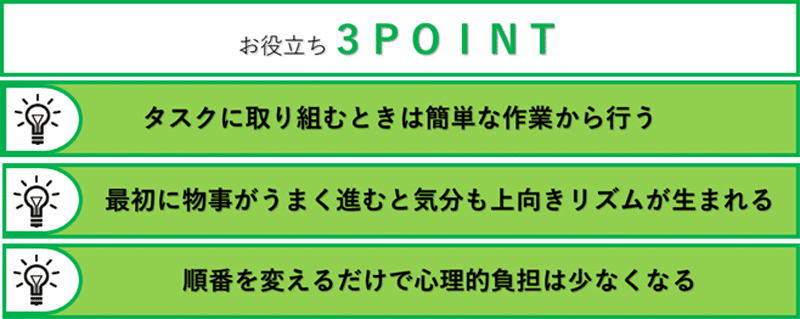 お役立ち 3POINT
タスクに取り組むときは簡単な作業から行う
最初に物事がうまく進むと気分も上向きリズムが生まれる
順番を変えるだけで心理的負担は少なくなる